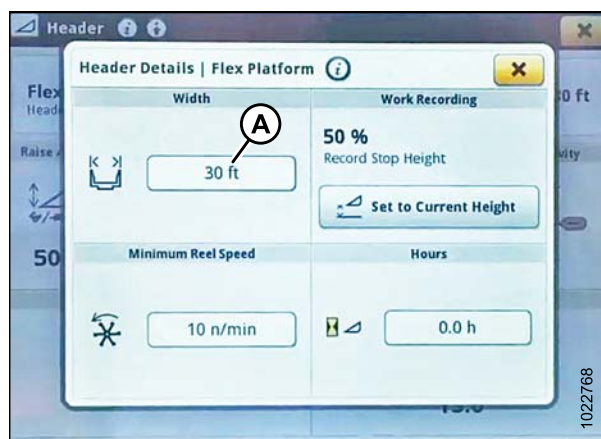 Header
Header Details | Flex Platform
Width
A
30 ft
Work Recording
50 %
Record Stop Height
Set to Current Height
Minimum Reel Speed
10 n/min
Hours
0.0 h
Flex
Head
Raise
50
0 ft
vity
1022768